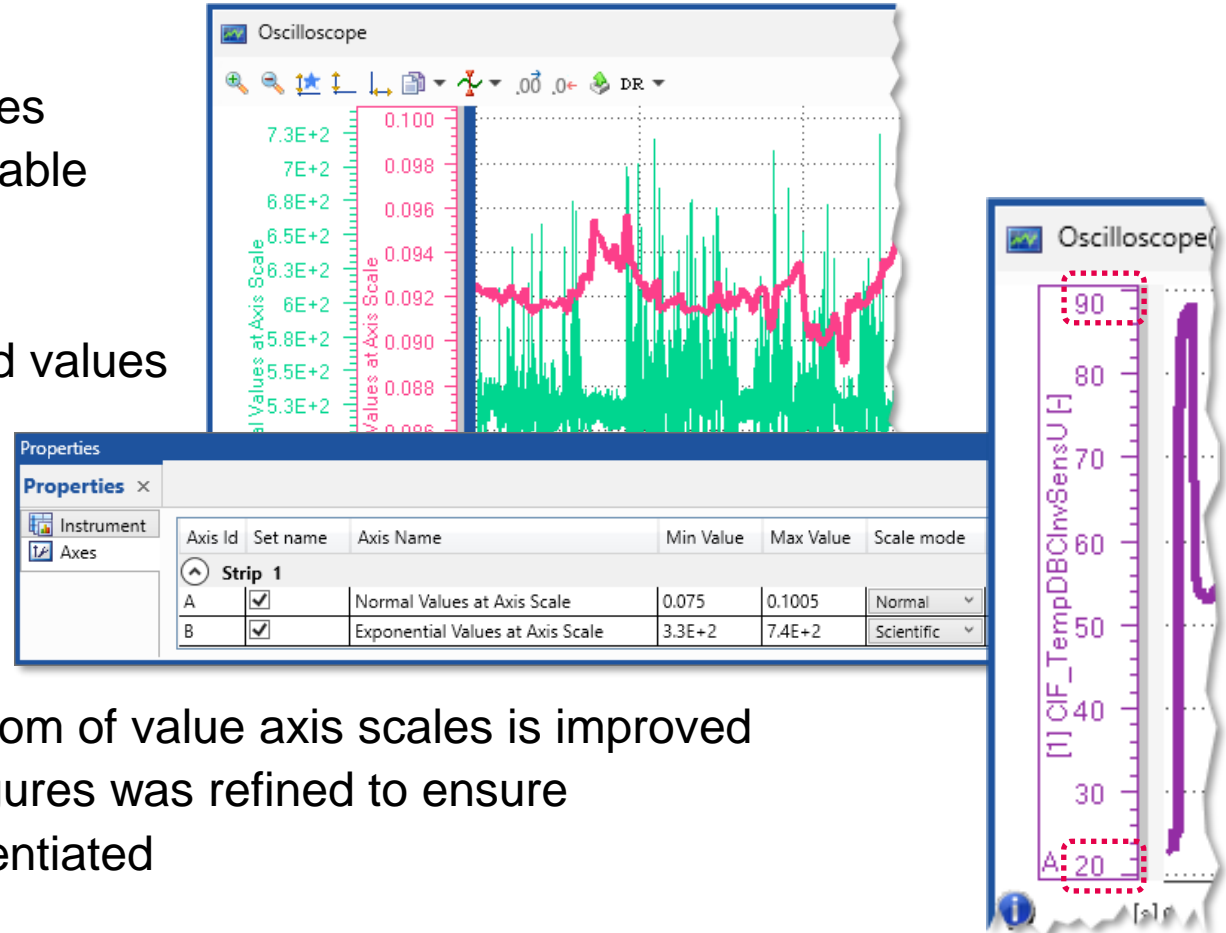 es
able
d values
Oscilloscope
DR
7.3E+2
7E+2
6.8E+2
6.5E+2
6.3E+2
6E+2
5.8E+2
5.5E+2
5.3E+2
Values at Axis Scale
0.100
0.098
0.096
0.094
0.092
0.090
0.088
0.086
Values at Axis Scale
Properties
Properties ×
Instrument
Axes
Axis Id Set name Axis Name Min Value Max Value Scale mode
Strip 1
A Normal Values at Axis Scale 0.075 0.1005 Normal
B Exponential Values at Axis Scale 3.3E+2 7.4E+2 Scientific
Oscilloscope(
90
80
70
60
50
40
30
20
A
[1] CIF_TempDBCInvSensU [-]
[s]
om of value axis scales is improved
gures was refined to ensure
entiated